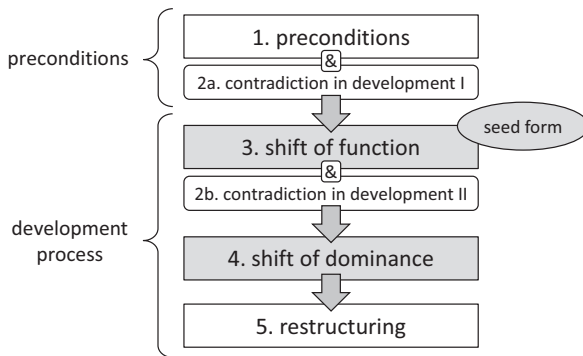 preconditions
1. preconditions
&
2a. contradiction in development I
seed form
3. shift of function
&
2b. contradiction in development II
development
process
4. shift of dominance
5. restructuring